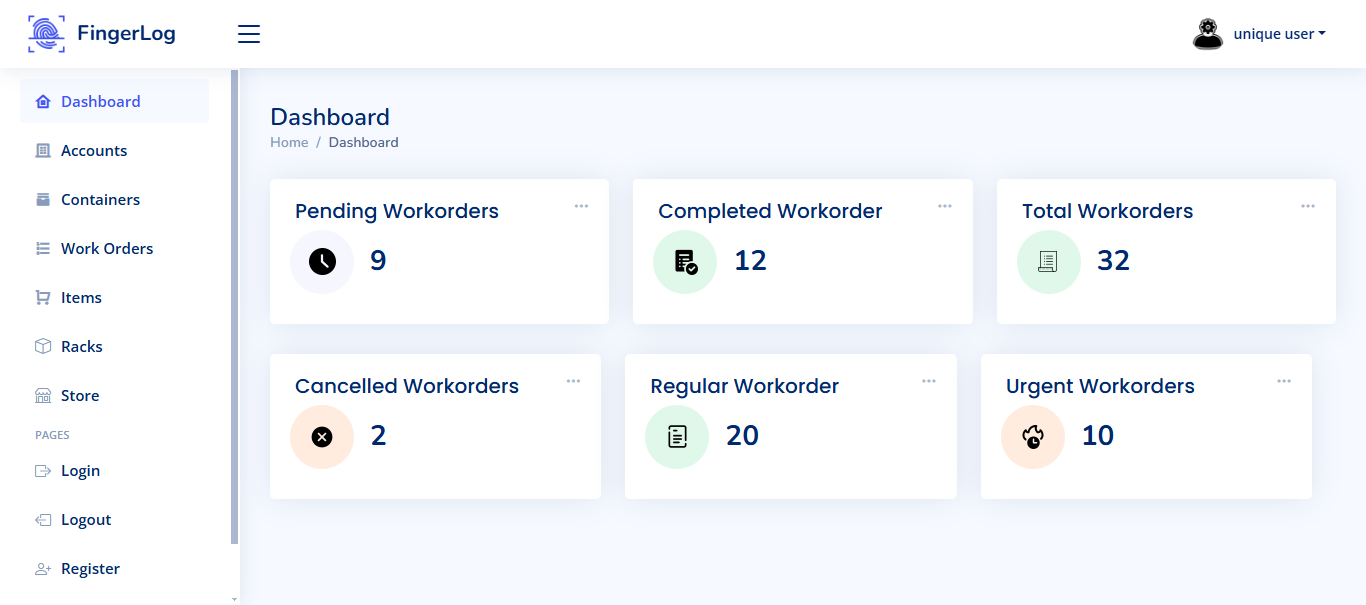 FingerLog
unique user
Dashboard
Accounts
Containers
Work Orders
Items
Racks
Store
PAGES
Login
Logout
Register
Dashboard
Home / Dashboard
Pending Workorders
9
Completed Workorder
12
Total Workorders
32
Cancelled Workorders
2
Regular Workorder
20
Urgent Workorders
10